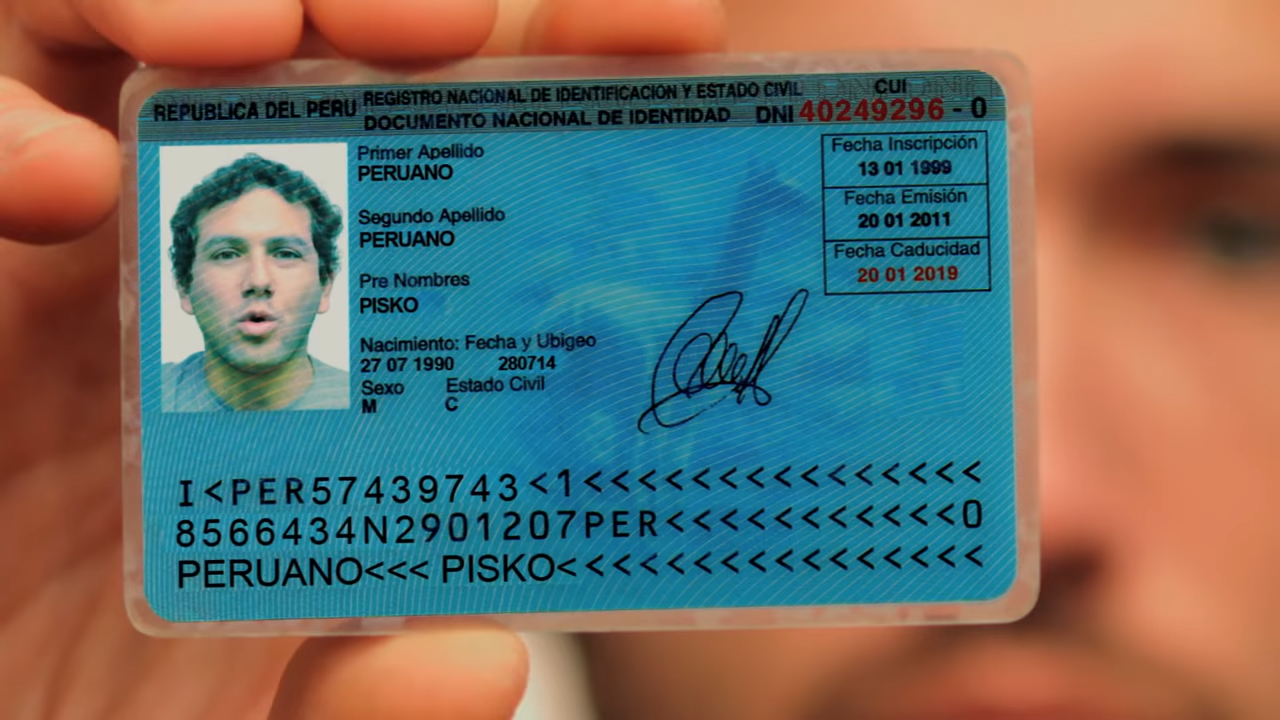 REPUBLICA DEL PERU
REGISTRO NACIONAL DE IDENTIFICACIÓN Y ESTADO CIVIL
DOCUMENTO NACIONAL DE IDENTIDAD
CUI
DNI 40249296 - 0
Primer Apellido
PERUANO
Segundo Apellido
PERUANO
Pre Nombres
PISKO
Nacimiento: Fecha y Ubigeo
27 07 1990 280714
Sexo Estado Civil
M C
Fecha Inscripción
13 01 1999
Fecha Emisión
20 01 2011
Fecha Caducidad
20 01 2019
I<PER57439743<1<<<<<<<<<<<<<<<
8566434N2901207PER<<<<<<<<<<<0
PERUANO<<< PISKO<<<<<<<<<<<<<<<<